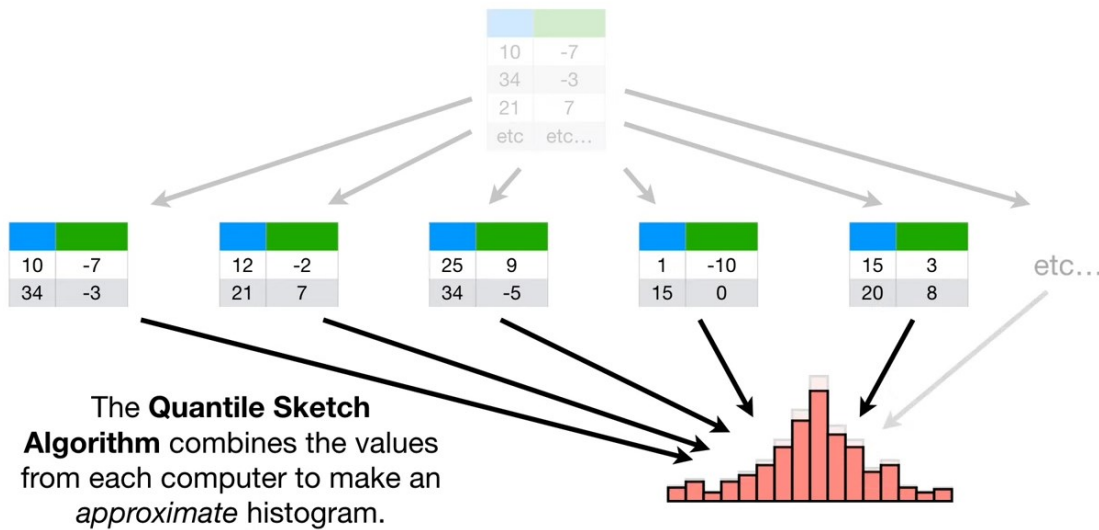 10 -7
34 -3
21 7
etc etc...
10 -7
34 -3
12 -2
21 7
25 9
34 -5
1 -10
15 0
15 3
20 8
etc...
The Quantile Sketch
Algorithm combines the values
from each computer to make an
approximate histogram.